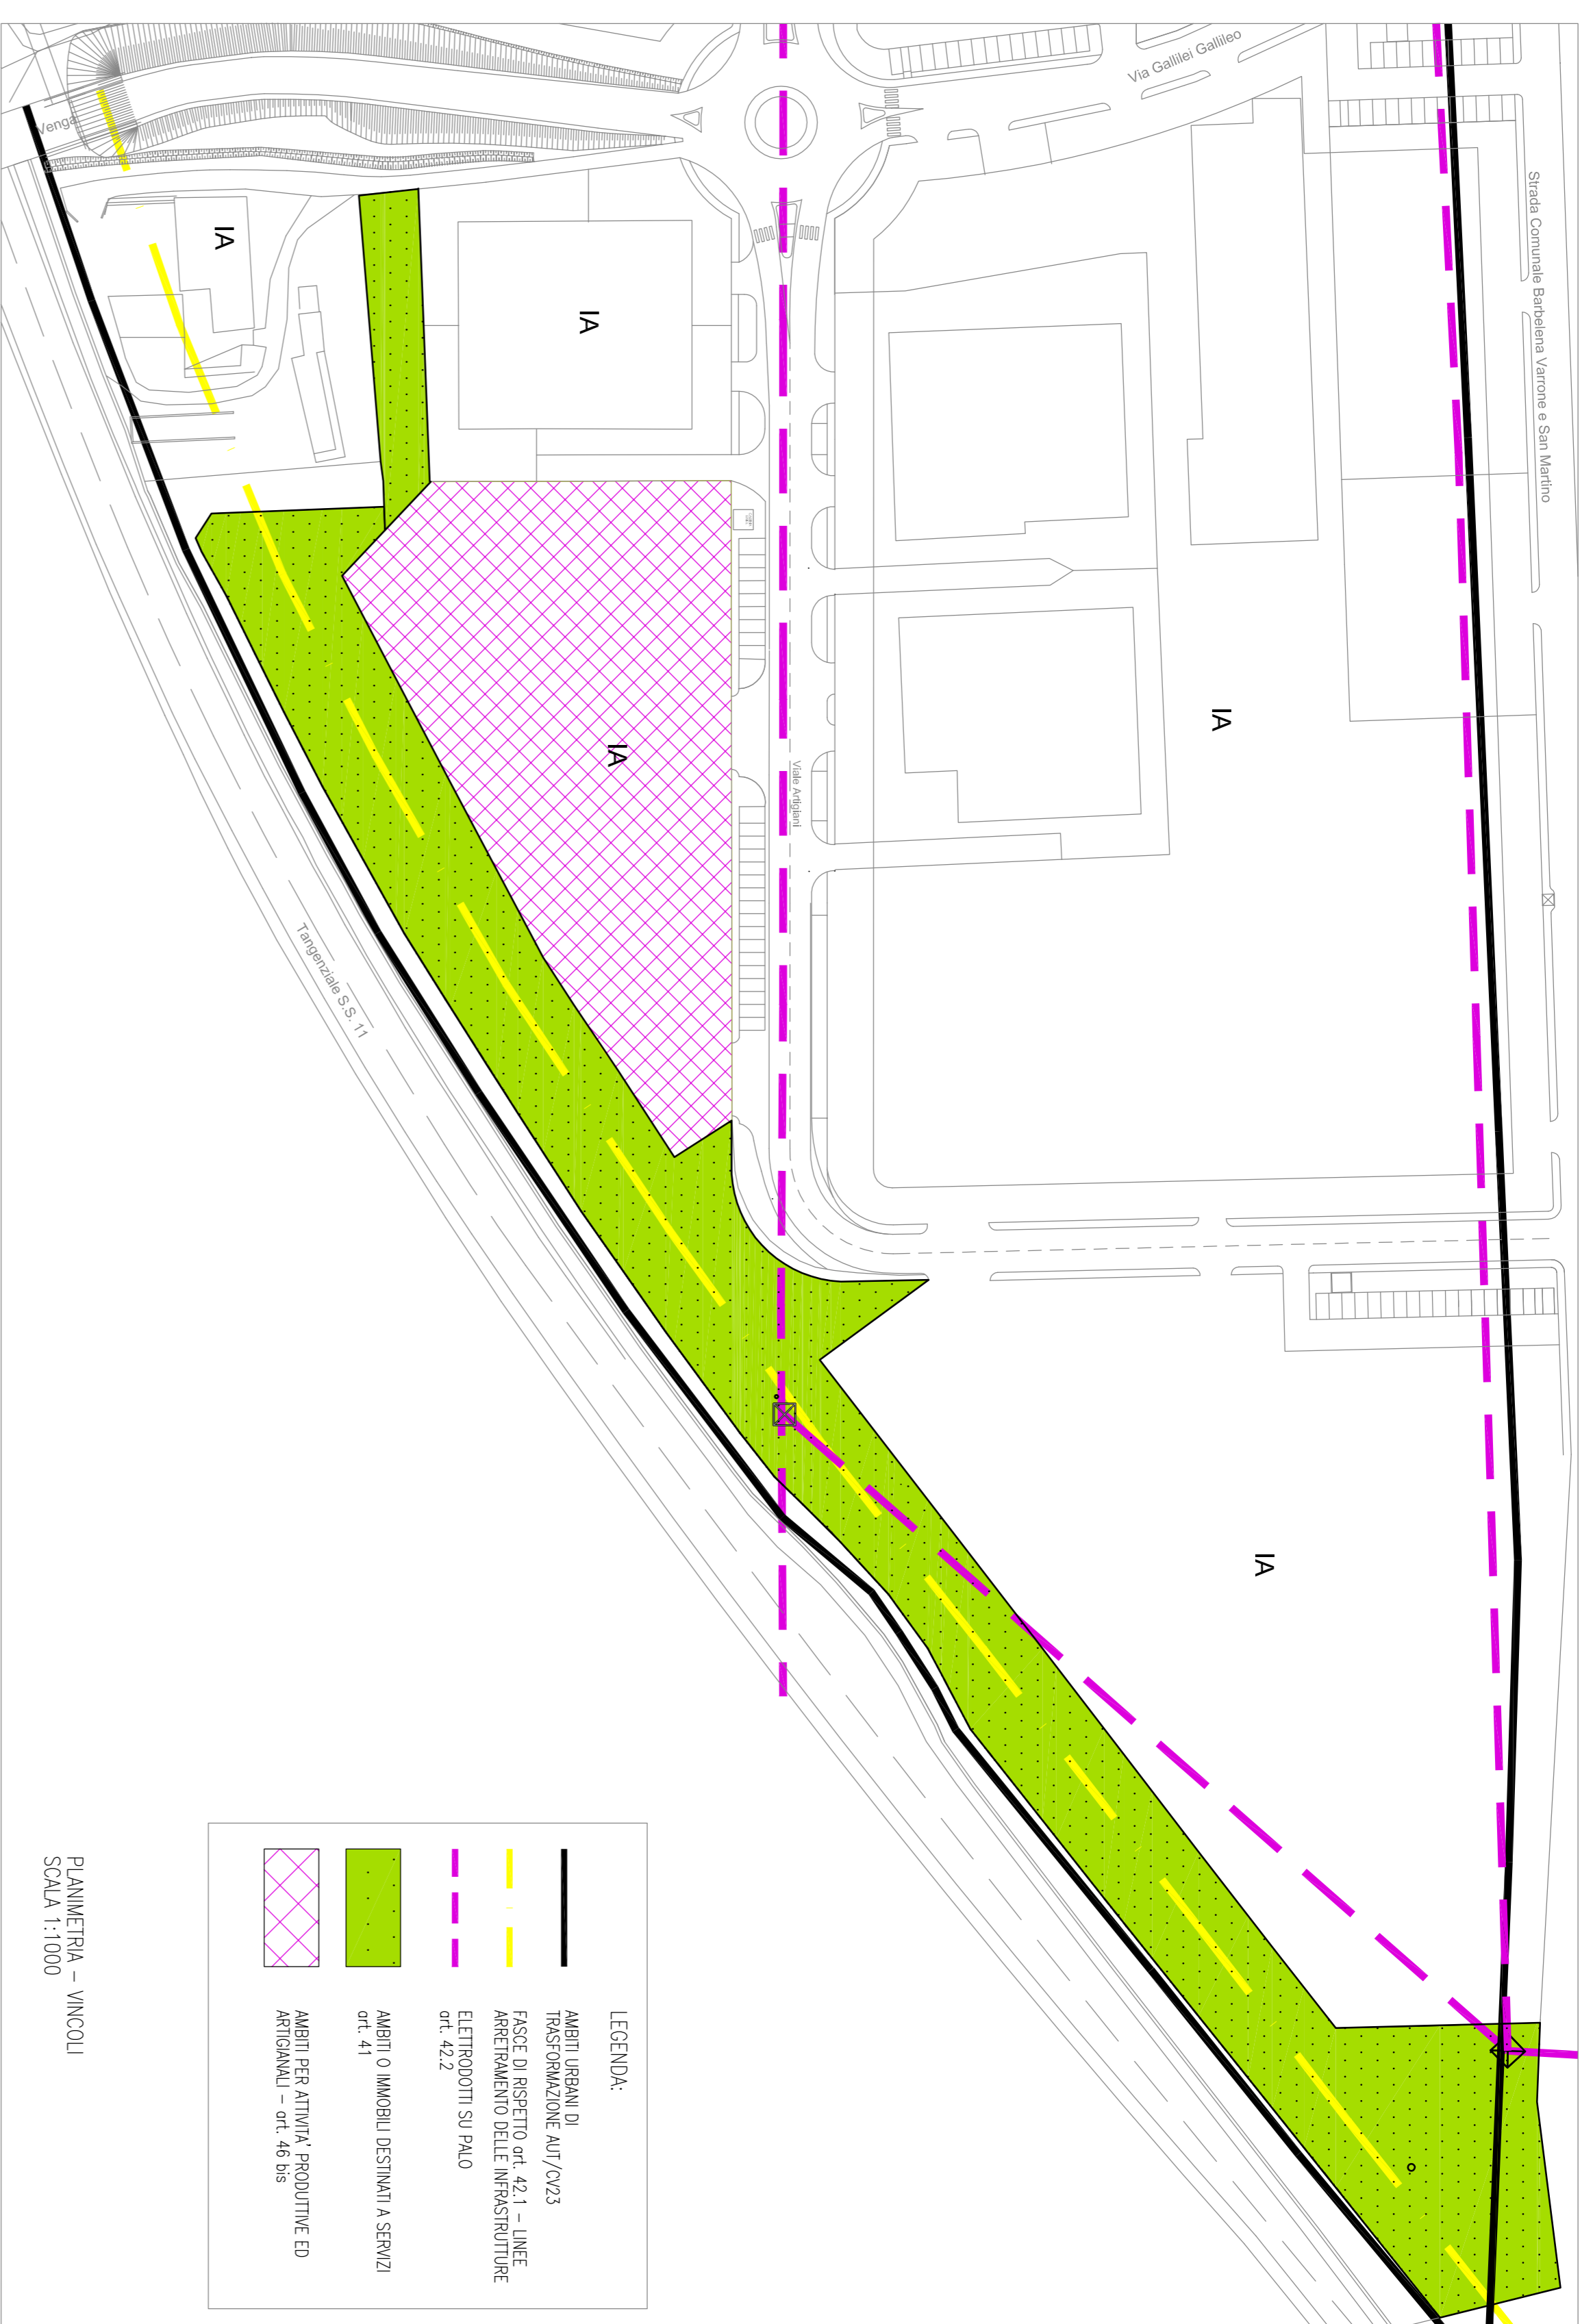 Via Gallilei Gallileo
Strada Comunale Barbelena Varrone e San Martino
Venga
IA
IA
IA
IA
IA
Viale Artigiani
Tangenziale S.S. 11
LEGENDA:
AMBITI URBANI DI
TRASFORMAZIONE AUT/CV23
FASCE DI RISPETTO art. 42.1 – LINEE
ARRETRAMENTO DELLE INFRASTRUTTURE
ELETTRODOTTI SU PALO
art. 42.2
AMBITI O IMMOBILI DESTINATI A SERVIZI
art. 41
AMBITI PER ATTIVITA' PRODUTTIVE ED
ARTIGIANALI – art. 46 bis
PLANIMETRIA – VINCOLI
SCALA 1:1000